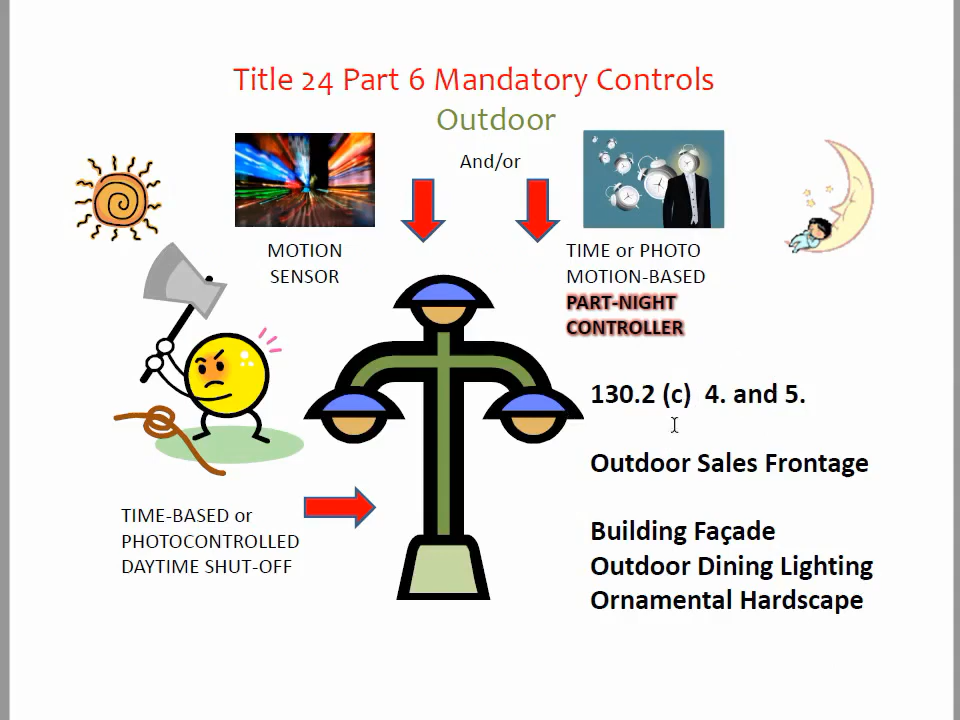 Title 24 Part 6 Mandatory Controls
Outdoor
And/or
MOTION
SENSOR
TIME or PHOTO
MOTION-BASED
PART-NIGHT
CONTROLLER
130.2 (c)  4. and 5.
Outdoor Sales Frontage
TIME-BASED or
PHOTOCONTROLLED
DAYTIME SHUT-OFF
Building Façade
Outdoor Dining Lighting
Ornamental Hardscape